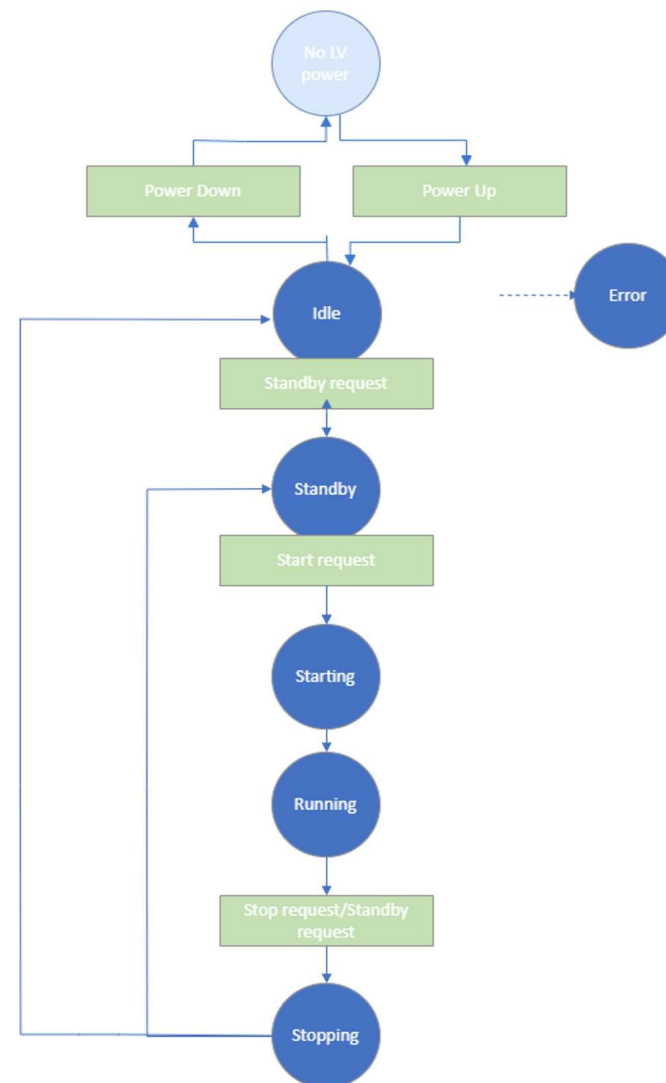 No LV
power
Power Down
Power Up
Idle
Error
Standby request
Standby
Start request
Starting
Running
Stop request/Standby
request
Stopping